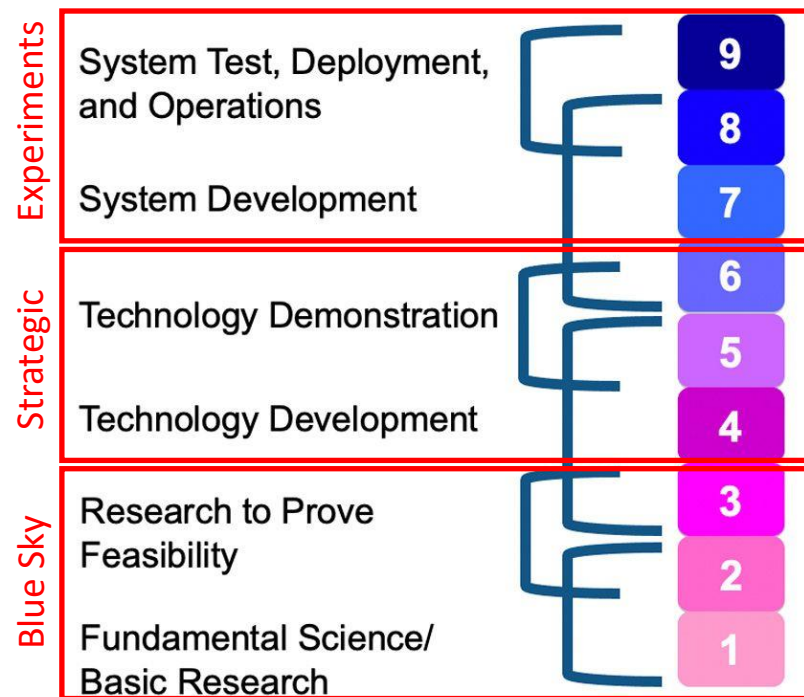 Experiments
System Test, Deployment,
and Operations
System Development
9
8
7
Strategic
Technology Demonstration
Technology Development
6
5
4
Blue Sky
Research to Prove
Feasibility
Fundamental Science/
Basic Research
3
2
1